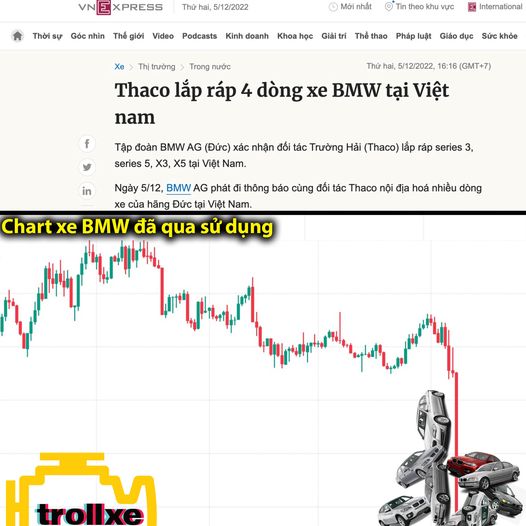 VNEXPRESS
Thứ hai, 5/12/2022
Mới nhất
Tin theo khu vực
International
Thời sự Góc nhìn Thế giới Video Podcasts Kinh doanh Khoa học Giải trí Thể thao Pháp luật Giáo dục Sức khỏe
Xe Thị trường Trong nước
Thứ hai, 5/12/2022, 16:16 (GMT+7)
Thaco lắp ráp 4 dòng xe BMW tại Việt
nam
Tập đoàn BMW AG (Đức) xác nhận đối tác Trường Hải (Thaco) lắp ráp series 3,
series 5, X3, X5 tại Việt Nam.
Ngày 5/12, BMW AG phát đi thông báo cùng đối tác Thaco nội địa hoá nhiều dòng
xe của hãng Đức tại Việt Nam.
Chart xe BMW đã qua sử dụng
trollxe